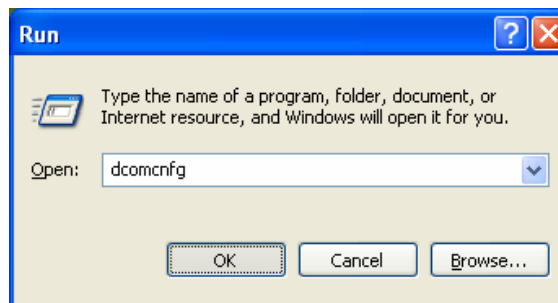 Run
Type the name of a program, folder, document, or
Internet resource, and Windows will open it for you.
Open: dcomcnfg
OK Cancel Browse...